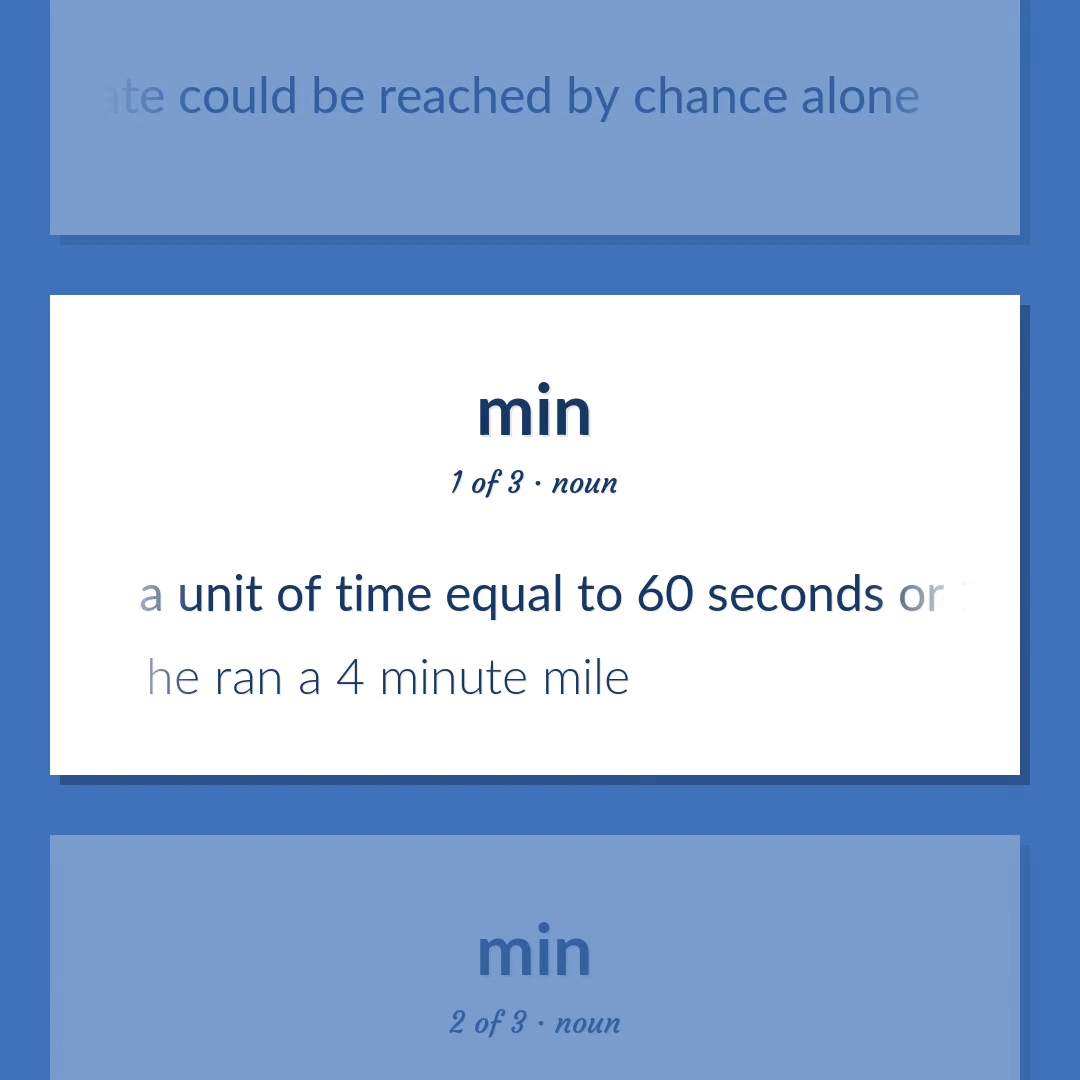 could be reached by chance alone
min
1 of 3 · noun
a unit of time equal to 60 seconds or
he ran a 4 minute mile
min
2 of 3 · noun